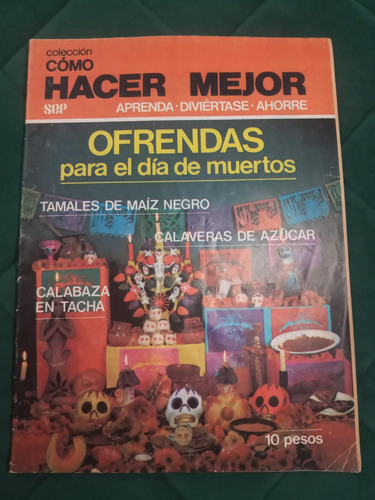 colección
CÓMO
HACER MEJOR
SEP
APRENDA · DIVIÉRTASE · AHORRE
OFRENDAS
para el día de muertos
TAMALES DE MAÍZ NEGRO
CALAVERAS DE AZÚCAR
CALABAZA
EN TACHA
10 pesos